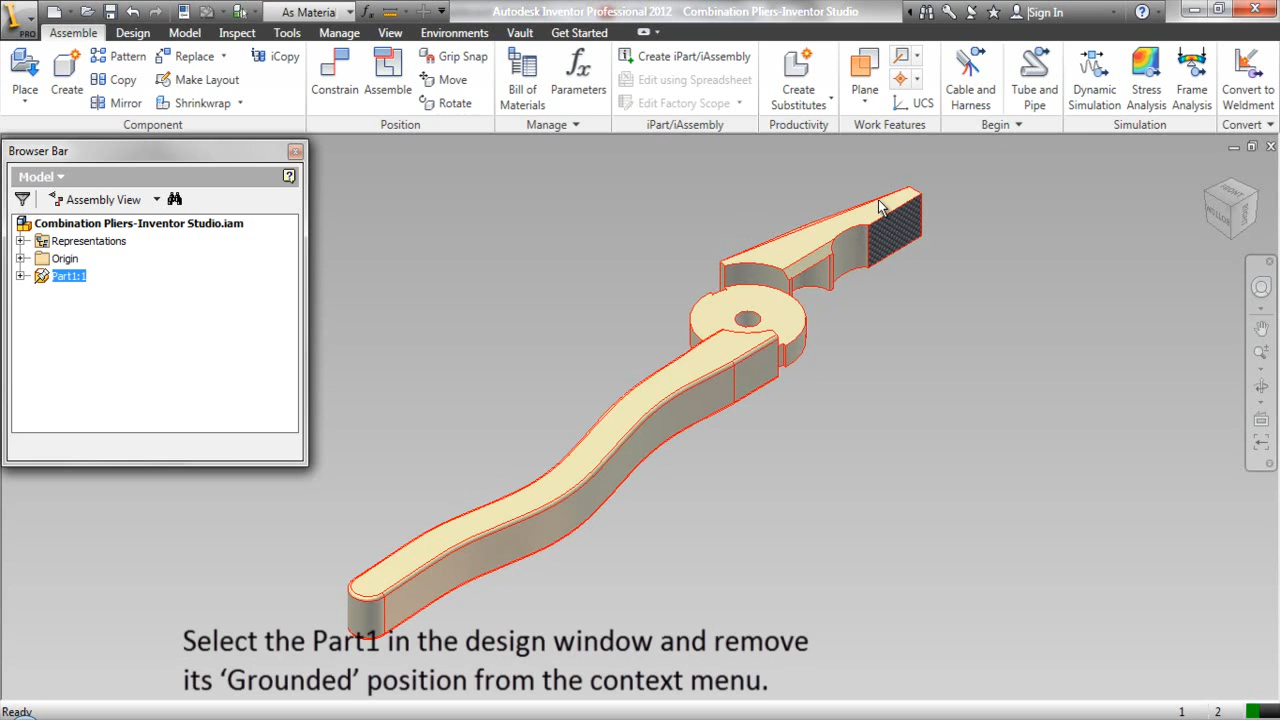 As Material
Autodesk Inventor Professional 2012 Combination Pliers-Inventor Studio
Sign In
PRO
Assemble Design Model Inspect Tools Manage View Environments Vault Get Started
Place
Create
Pattern
Copy
Mirror
Replace
Make Layout
Shrinkwrap
iCopy
Constrain
Assemble
Grip Snap
Move
Rotate
Bill of
Materials
Parameters
Create iPart/iAssembly
Edit using Spreadsheet
Edit Factory Scope
Create
Substitutes
Plane
UCS
Cable and
Harness
Tube and
Pipe
Dynamic
Simulation
Stress
Analysis
Frame
Analysis
Convert to
Weldment
Component
Position
Manage
iPart/iAssembly
Productivity
Work Features
Begin
Simulation
Convert
Browser Bar
Model
Assembly View
Combination Pliers-Inventor Studio.iam
Representations
Origin
Part1:1
FRONT
Select the Part1 in the design window and remove
its ‘Grounded’ position from the context menu.
Ready
1 2